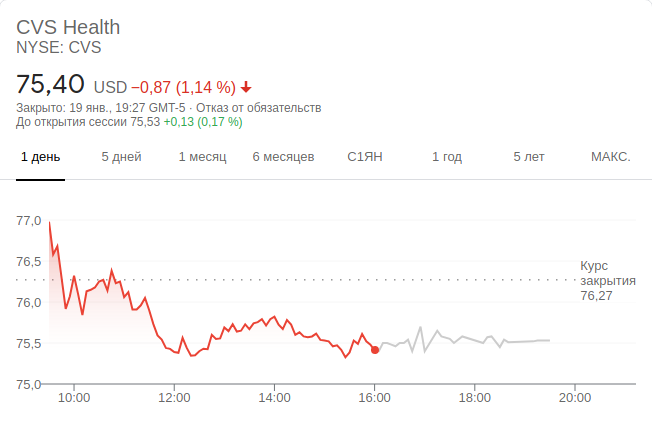 CVS Health
NYSE: CVS
75,40 USD −0,87 (1,14 %)
Закрыто: 19 янв., 19:27 GMT-5 · Отказ от обязательств
До открытия сессии 75,53 +0,13 (0,17 %)
1 день 5 дней 1 месяц 6 месяцев С1ЯН 1 год 5 лет МАКС.
77,0
76,5
Курс
закрытия
76,27
76,0
75,5
75,0
10:00 12:00 14:00 16:00 18:00 20:00